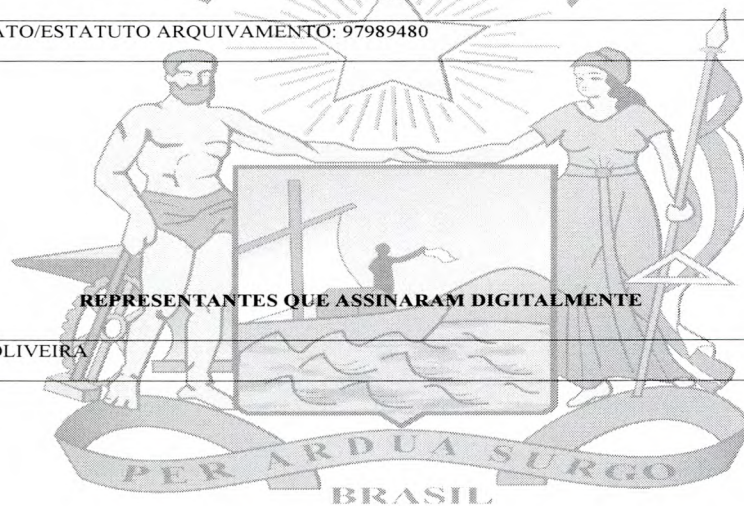 ATO/ESTATUTO ARQUIVAMENTO: 97989480
REPRESENTANTES QUE ASSINARAM DIGITALMENTE
OLIVEIRA
PER ARDUA SURGO
BRASIL